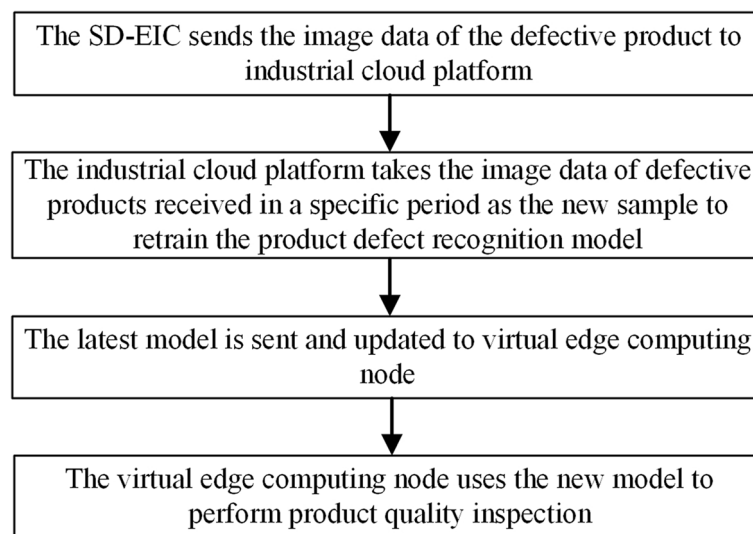 The SD-EIC sends the image data of the defective product to
industrial cloud platform
The industrial cloud platform takes the image data of defective
products received in a specific period as the new sample to
retrain the product defect recognition model
The latest model is sent and updated to virtual edge computing
node
The virtual edge computing node uses the new model to
perform product quality inspection